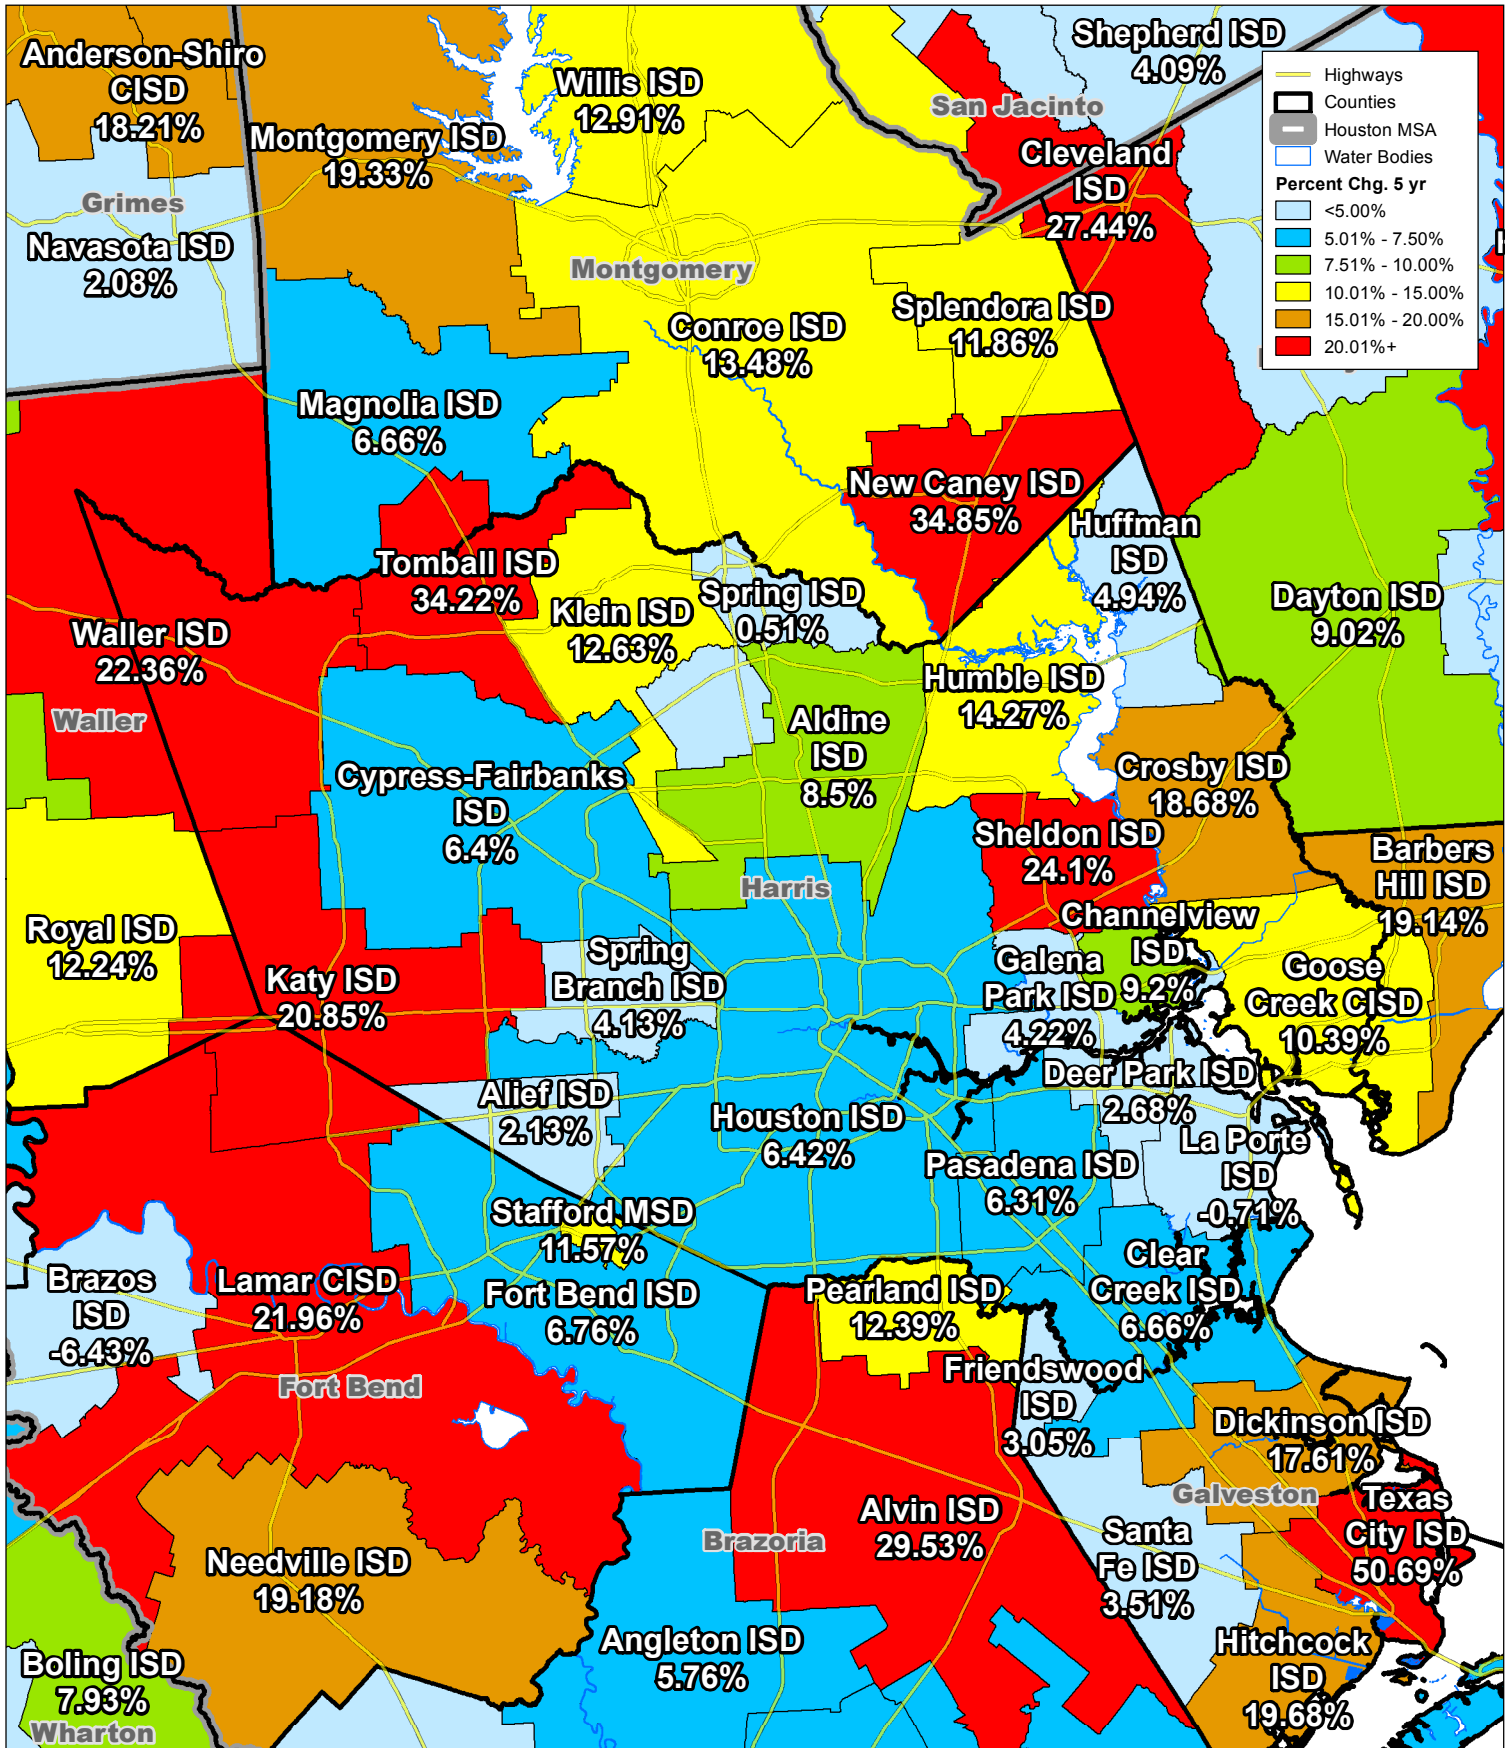 Anderson-Shiro
CISD
18.21%
Montgomery ISD
19.33%
Willis ISD
12.91%
Shepherd ISD
4.09%
San Jacinto
Cleveland
ISD
27.44%
Highways
Counties
Houston MSA
Water Bodies
Percent Chg. 5 yr
<5.00%
5.01% - 7.50%
7.51% - 10.00%
10.01% - 15.00%
15.01% - 20.00%
20.01%+
Grimes
Navasota ISD
2.08%
Montgomery
Conroe ISD
13.48%
Splendora ISD
11.86%
Magnolia ISD
6.66%
New Caney ISD
34.85%
Huffman
ISD
4.94%
Tomball ISD
34.22%
Klein ISD
12.63%
Spring ISD
0.51%
Dayton ISD
9.02%
Waller ISD
22.36%
Waller
Humble ISD
14.27%
Aldine
ISD
8.5%
Cypress-Fairbanks
ISD
6.4%
Crosby ISD
18.68%
Sheldon ISD
24.1%
Barbers
Hill ISD
19.14%
Harris
Royal ISD
12.24%
Katy ISD
20.85%
Spring
Branch ISD
4.13%
Channelview
ISD
9.2%
Galena
Park ISD
4.22%
Goose
Creek CISD
10.39%
Deer Park ISD
2.68%
Alief ISD
2.13%
Houston ISD
6.42%
Pasadena ISD
6.31%
La Porte
ISD
-0.71%
Stafford MSD
11.57%
Brazos
ISD
-6.43%
Lamar CISD
21.96%
Fort Bend ISD
6.76%
Pearland ISD
12.39%
Clear
Creek ISD
6.66%
Fort Bend
Friendswood
ISD
3.05%
Dickinson ISD
17.61%
Galveston
Texas
City ISD
50.69%
Alvin ISD
29.53%
Brazoria
Santa
Fe ISD
3.51%
Needville ISD
19.18%
Angleton ISD
5.76%
Hitchcock
ISD
19.68%
Boling ISD
7.93%
Wharton